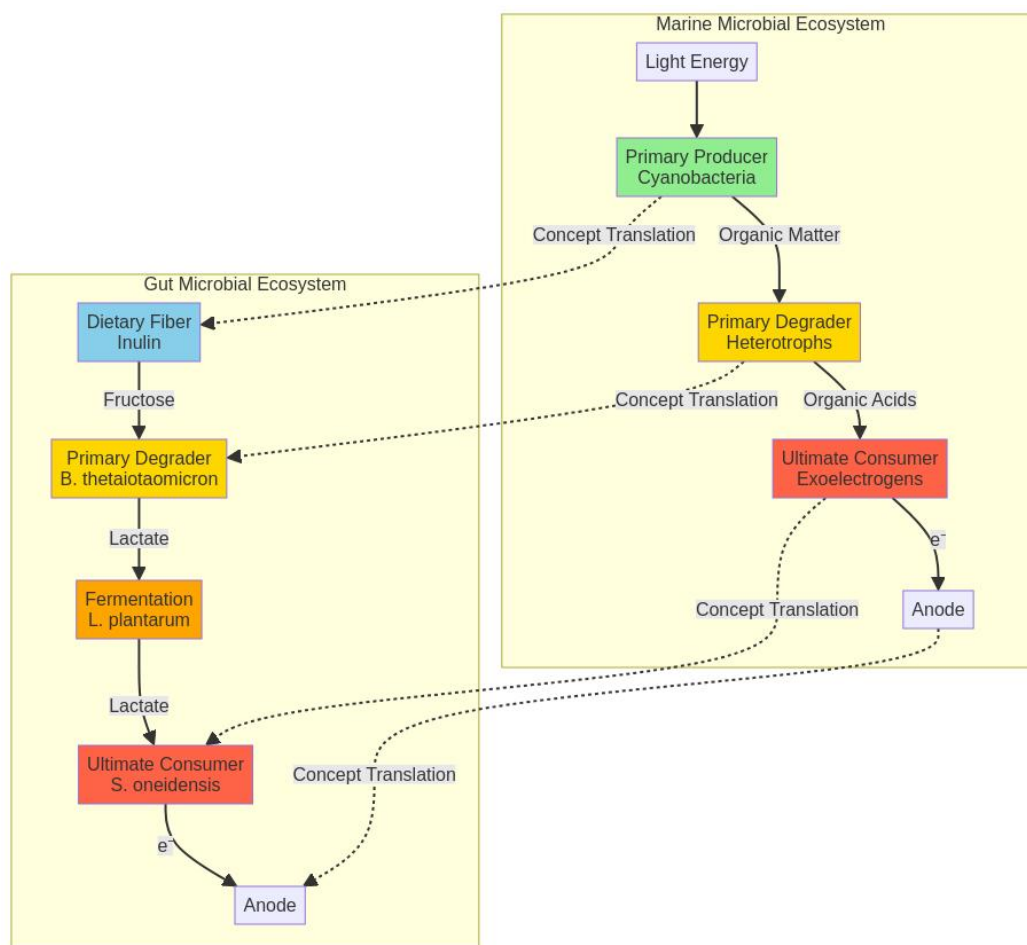 Marine Microbial Ecosystem
Light Energy
Primary Producer
Cyanobacteria
Concept Translation
Organic Matter
Gut Microbial Ecosystem
Dietary Fiber
Inulin
Primary Degrader
Heterotrophs
Fructose
Concept Translation
Organic Acids
Primary Degrader
B. thetaiotaomicron
Ultimate Consumer
Exoelectrogens
Lactate
e⁻
Fermentation
L. plantarum
Concept Translation
Anode
Lactate
Ultimate Consumer
S. oneidensis
Concept Translation
e⁻
Anode